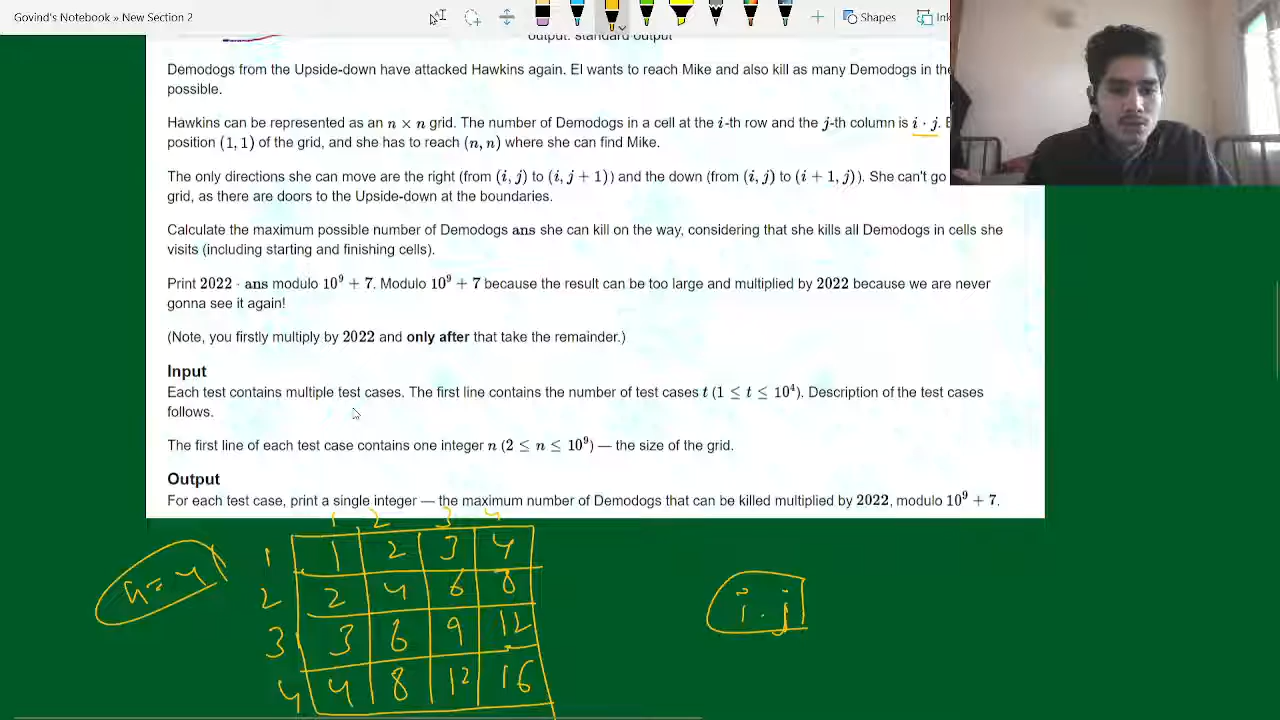 Govind's Notebook » New Section 2
Shapes
Ink
output: standard output
Demodogs from the Upside-down have attacked Hawkins again. El wants to reach Mike and also kill as many Demodogs in the
possible.
Hawkins can be represented as an n × n grid. The number of Demodogs in a cell at the i-th row and the j-th column is i · j.
position (1, 1) of the grid, and she has to reach (n, n) where she can find Mike.
The only directions she can move are the right (from (i, j) to (i, j + 1)) and the down (from (i, j) to (i + 1, j)). She can't go
grid, as there are doors to the Upside-down at the boundaries.
Calculate the maximum possible number of Demodogs ans she can kill on the way, considering that she kills all Demodogs in cells she
visits (including starting and finishing cells).
Print 2022 · ans modulo 10⁹ + 7. Modulo 10⁹ + 7 because the result can be too large and multiplied by 2022 because we are never
gonna see it again!
(Note, you firstly multiply by 2022 and only after that take the remainder.)
Input
Each test contains multiple test cases. The first line contains the number of test cases t (1 ≤ t ≤ 10⁴). Description of the test cases
follows.
The first line of each test case contains one integer n (2 ≤ n ≤ 10⁹) — the size of the grid.
Output
For each test case, print a single integer — the maximum number of Demodogs that can be killed multiplied by 2022, modulo 10⁹ + 7.
1 2 3 4
n = 4
1 1 2 3 4
2 2 4 6 8
3 3 6 9 12
4 4 8 12 16
i · j